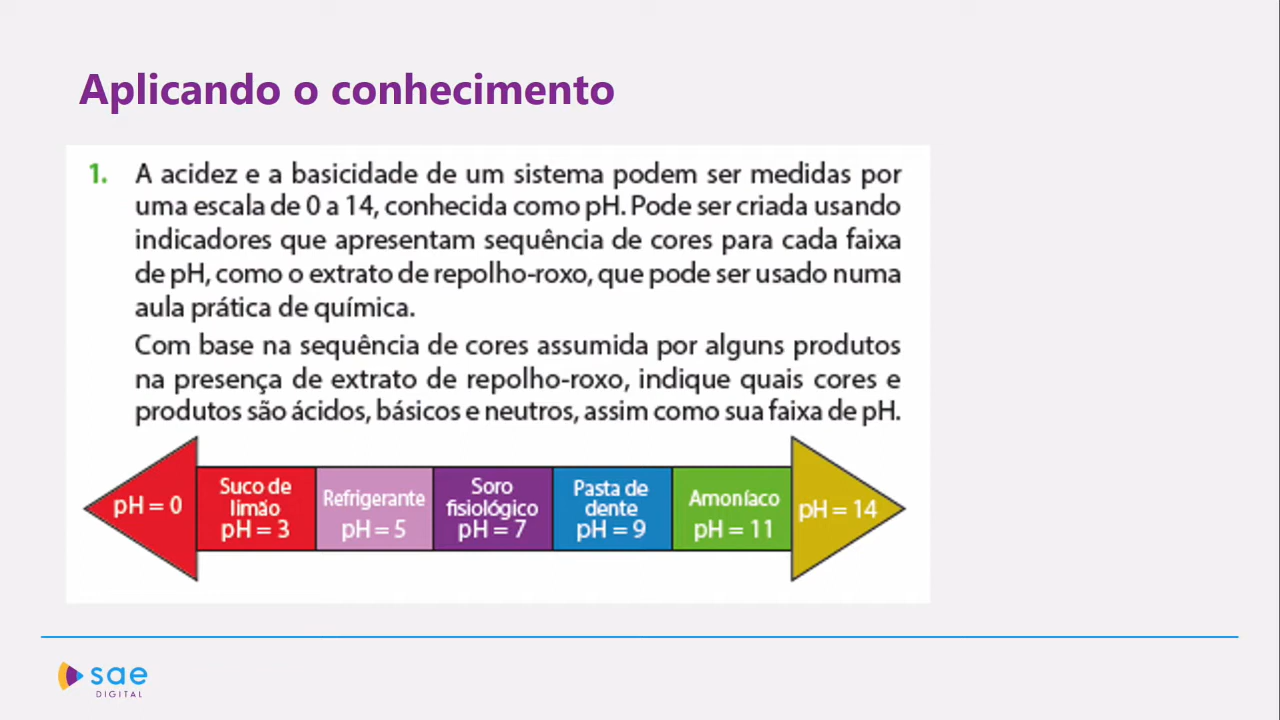 Aplicando o conhecimento
1. A acidez e a basicidade de um sistema podem ser medidas por
uma escala de 0 a 14, conhecida como pH. Pode ser criada usando
indicadores que apresentam sequência de cores para cada faixa
de pH, como o extrato de repolho-roxo, que pode ser usado numa
aula prática de química.
Com base na sequência de cores assumida por alguns produtos
na presença de extrato de repolho-roxo, indique quais cores e
produtos são ácidos, básicos e neutros, assim como sua faixa de pH.
pH = 0
Suco de
limão
pH = 3
Refrigerante
pH = 5
Soro
fisiológico
pH = 7
Pasta de
dente
pH = 9
Amoníaco
pH = 11
pH = 14
sae
DIGITAL